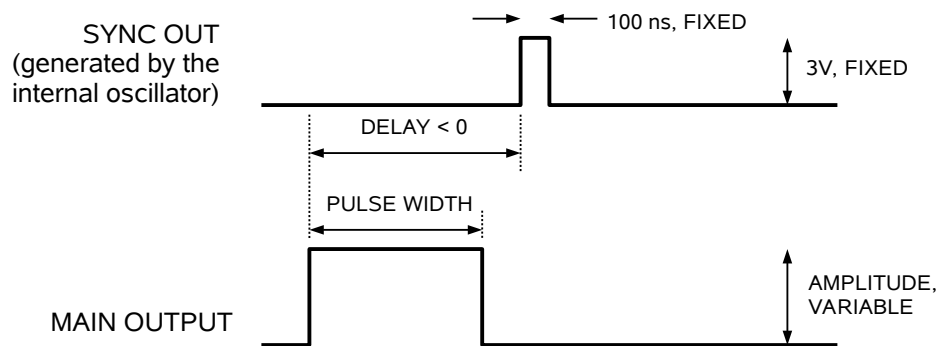 SYNC OUT
(generated by the
internal oscillator)
100 ns, FIXED
3V, FIXED
DELAY < 0
PULSE WIDTH
MAIN OUTPUT
AMPLITUDE,
VARIABLE